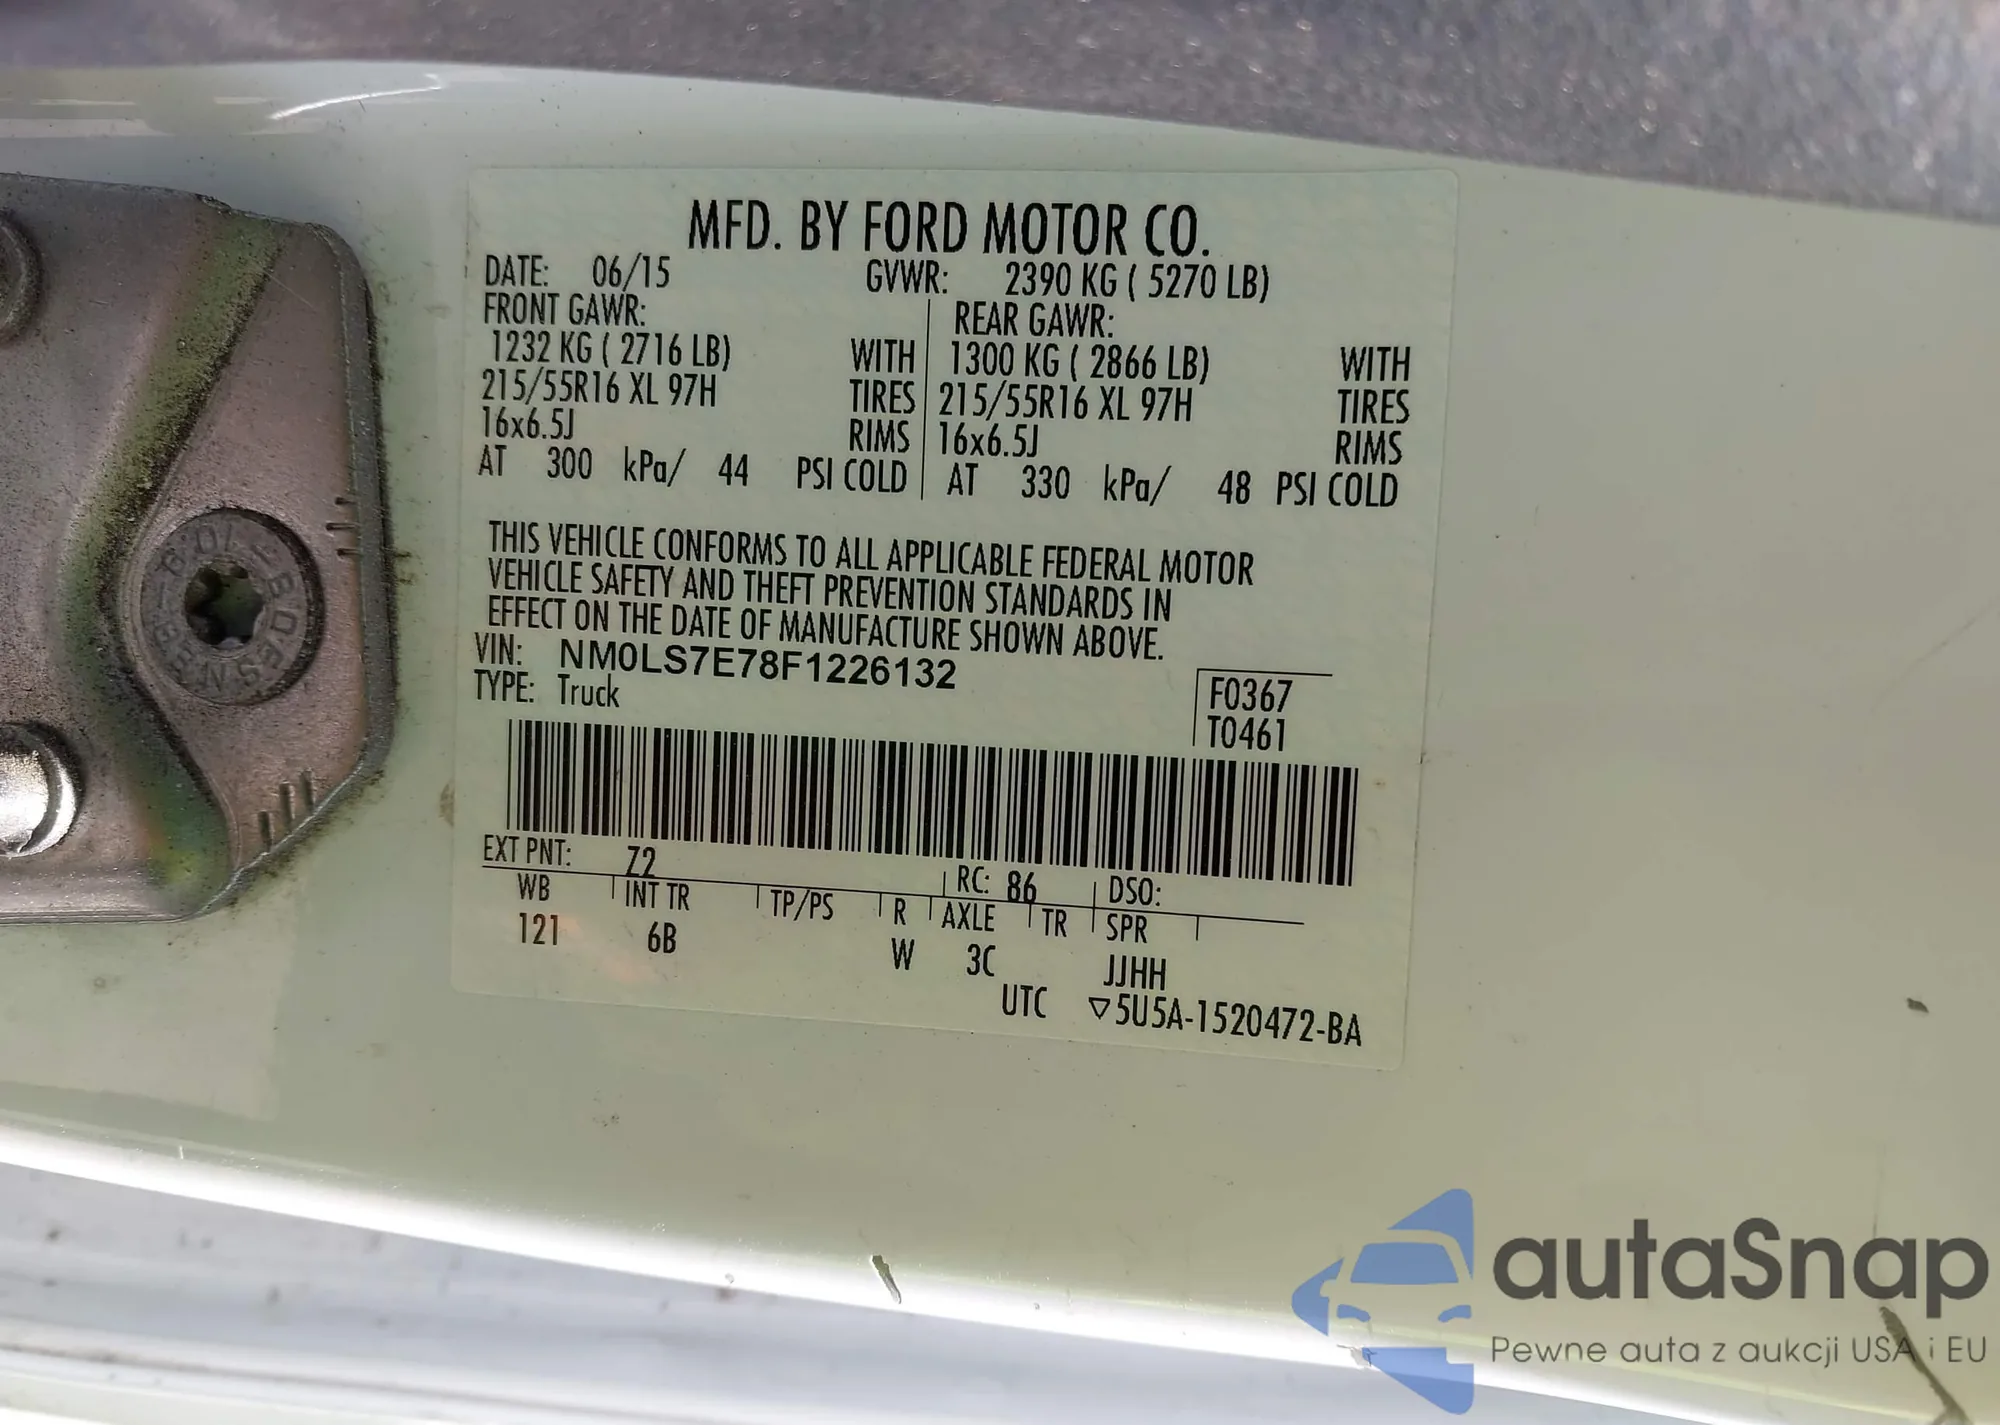 MFD. BY FORD MOTOR CO.
DATE: 06/15 GVWR: 2390 KG ( 5270 LB)
FRONT GAWR: REAR GAWR:
1232 KG ( 2716 LB) WITH 1300 KG ( 2866 LB) WITH
215/55R16 XL 97H TIRES 215/55R16 XL 97H TIRES
16x6.5J RIMS 16x6.5J RIMS
AT 300 kPa/ 44 PSI COLD AT 330 kPa/ 48 PSI COLD
THIS VEHICLE CONFORMS TO ALL APPLICABLE FEDERAL MOTOR
VEHICLE SAFETY AND THEFT PREVENTION STANDARDS IN
EFFECT ON THE DATE OF MANUFACTURE SHOWN ABOVE.
VIN: NM0LS7E78F1226132
TYPE: Truck
F0367
T0461
EXT PNT: Z2 RC: 86 DSO:
WB INT TR TP/PS R AXLE TR SPR
121 6B W 3C JJHH
UTC ▽5U5A-1520472-BA
autaSnap
Pewne auta z aukcji USA i EU